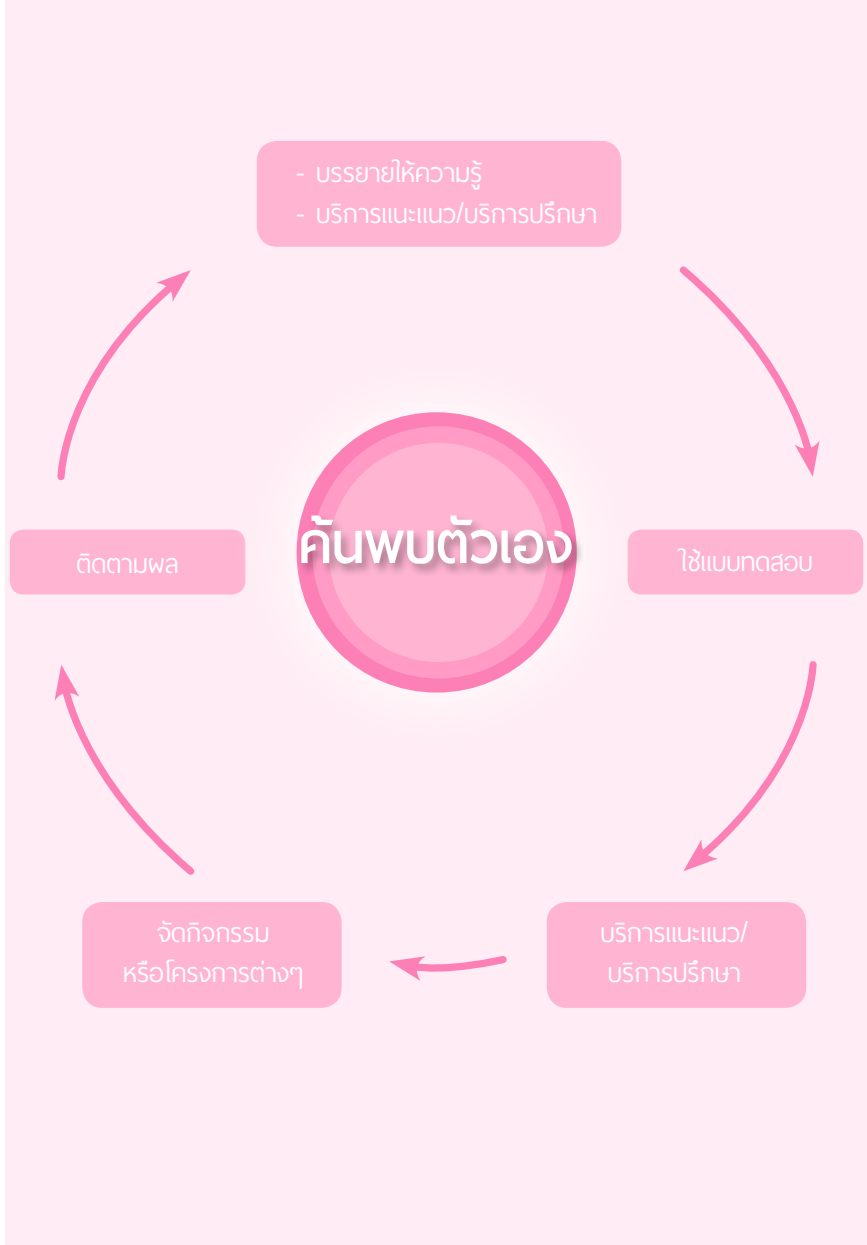 - บรรยายให้ความรู้
- บริการแนะแนว/บริการปรึกษา
ค้นพบตัวเอง
ใช้แบบทดสอบ
ติดตามผล
บริการแนะแนว/
บริการปรึกษา
จัดกิจกรรม
หรือโครงการต่างๆ